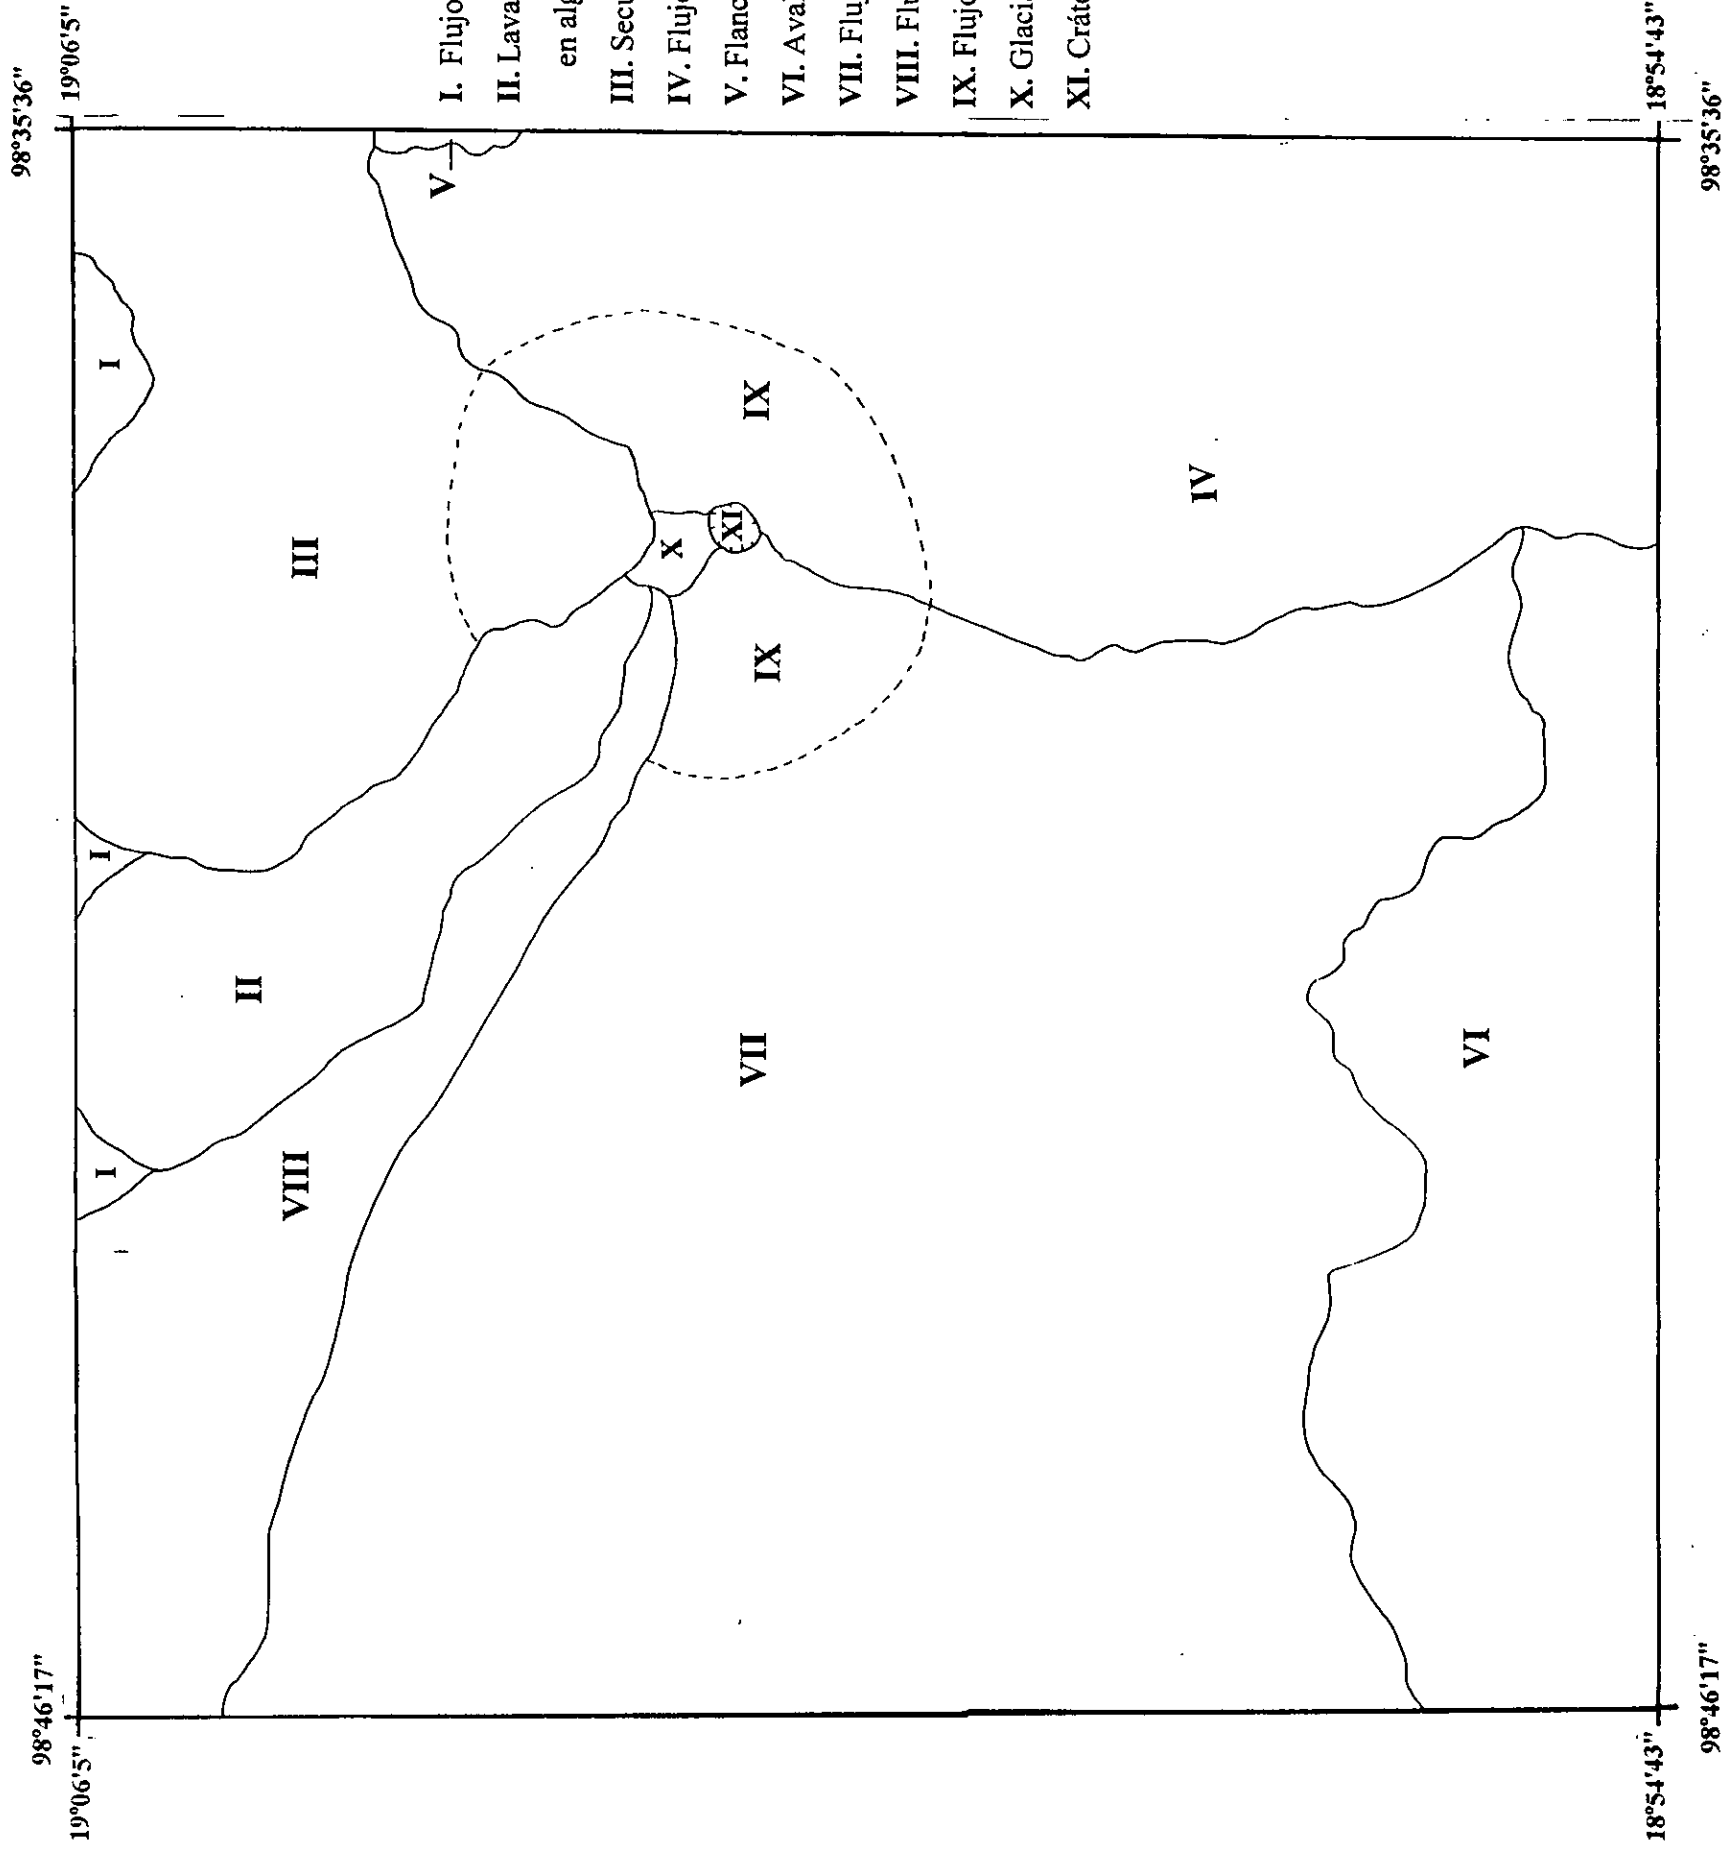 98°46'17"
98°35'36"
19°06'5"
19°06'5"
I
I
I
II
III
VIII
V
IX
IX
X
XI
VII
IV
VI
18°54'43"
18°54'43"
98°46'17"
98°35'36"
I. Flujo
II. Lava
en alg
III. Secu
IV. Flujo
V. Flanc
VI. Aval
VII. Fluj
VIII. Flu
IX. Flujo
X. Glaci
XI. Cráte